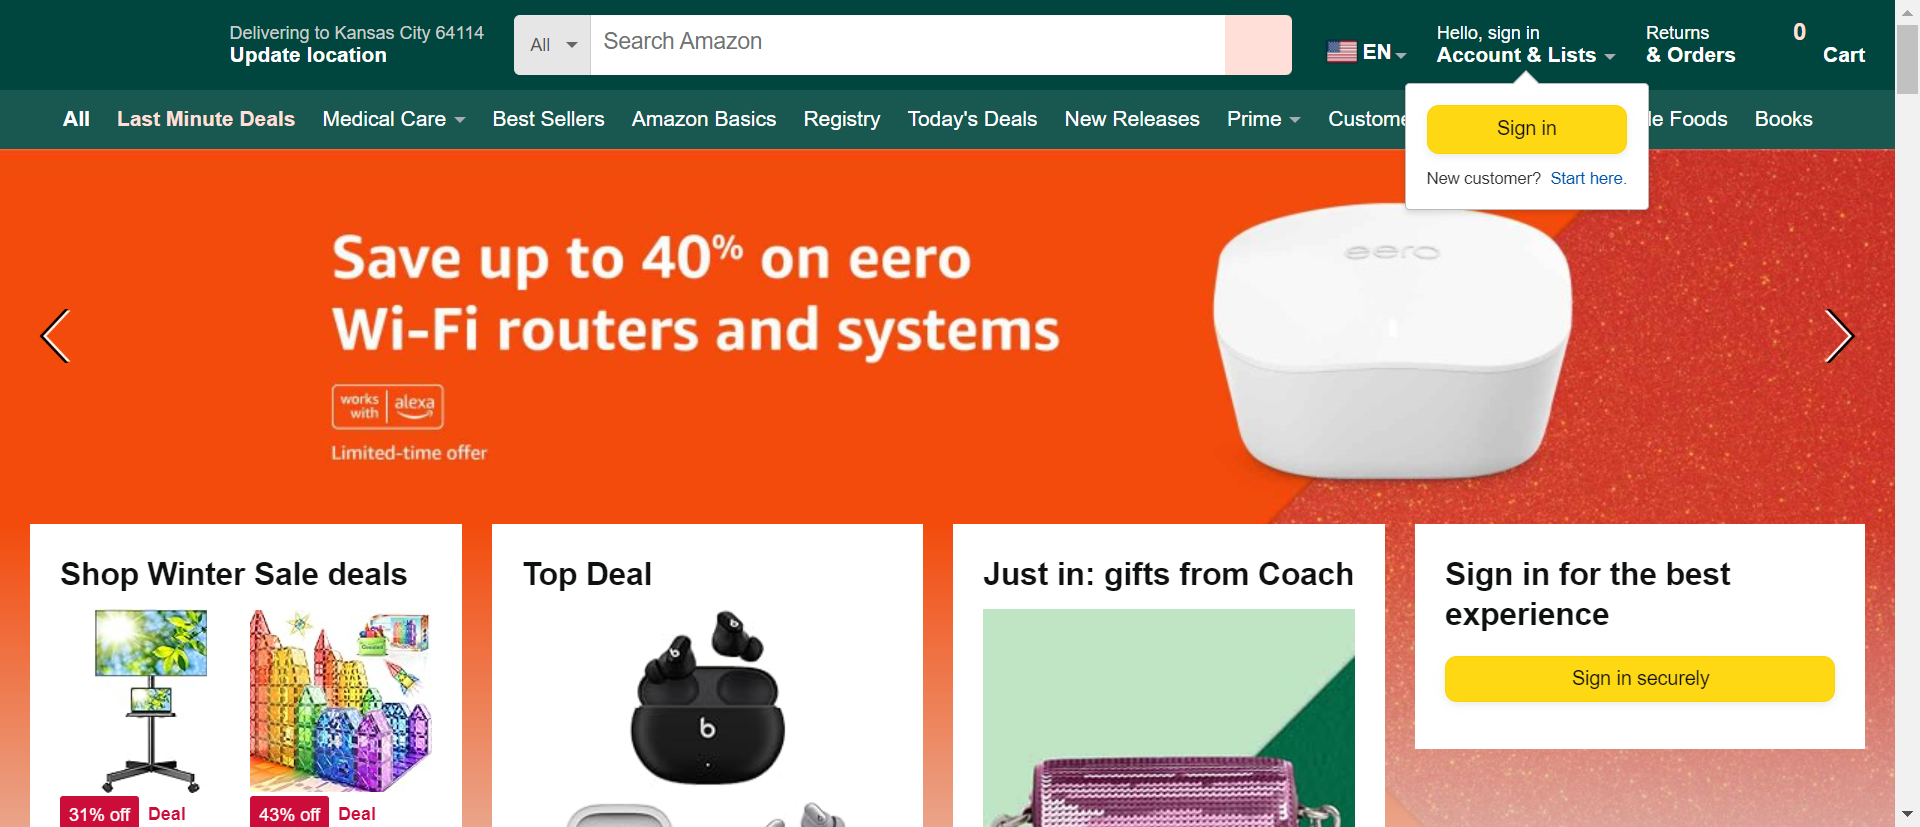 Delivering to Kansas City 64114
Update location
All
Search Amazon
EN
Hello, sign in
Account & Lists
Returns
& Orders
0
Cart
All
Last Minute Deals
Medical Care
Best Sellers
Amazon Basics
Registry
Today's Deals
New Releases
Prime
Custome
le Foods
Books
Sign in
New customer? Start here.
Save up to 40% on eero
Wi-Fi routers and systems
works with alexa
Limited-time offer
eero
Shop Winter Sale deals
31% off Deal
43% off Deal
Top Deal
b
Just in: gifts from Coach
Sign in for the best
experience
Sign in securely